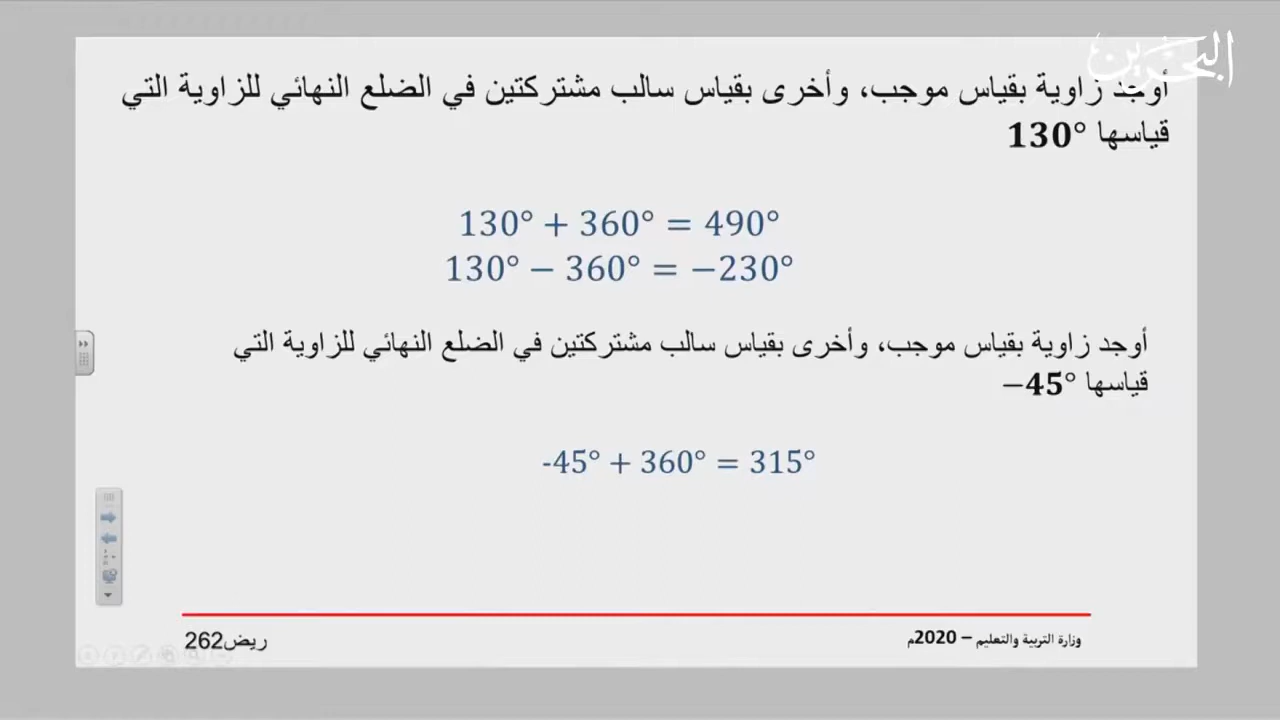 البحرين
أوجد زاوية بقياس موجب، وأخرى بقياس سالب مشتركتين في الضلع النهائي للزاوية التي
قياسها 130°
130° + 360° = 490°
130° − 360° = −230°
أوجد زاوية بقياس موجب، وأخرى بقياس سالب مشتركتين في الضلع النهائي للزاوية التي
قياسها −45°
-45° + 360° = 315°
وزارة التربية والتعليم – 2020م
ريض262